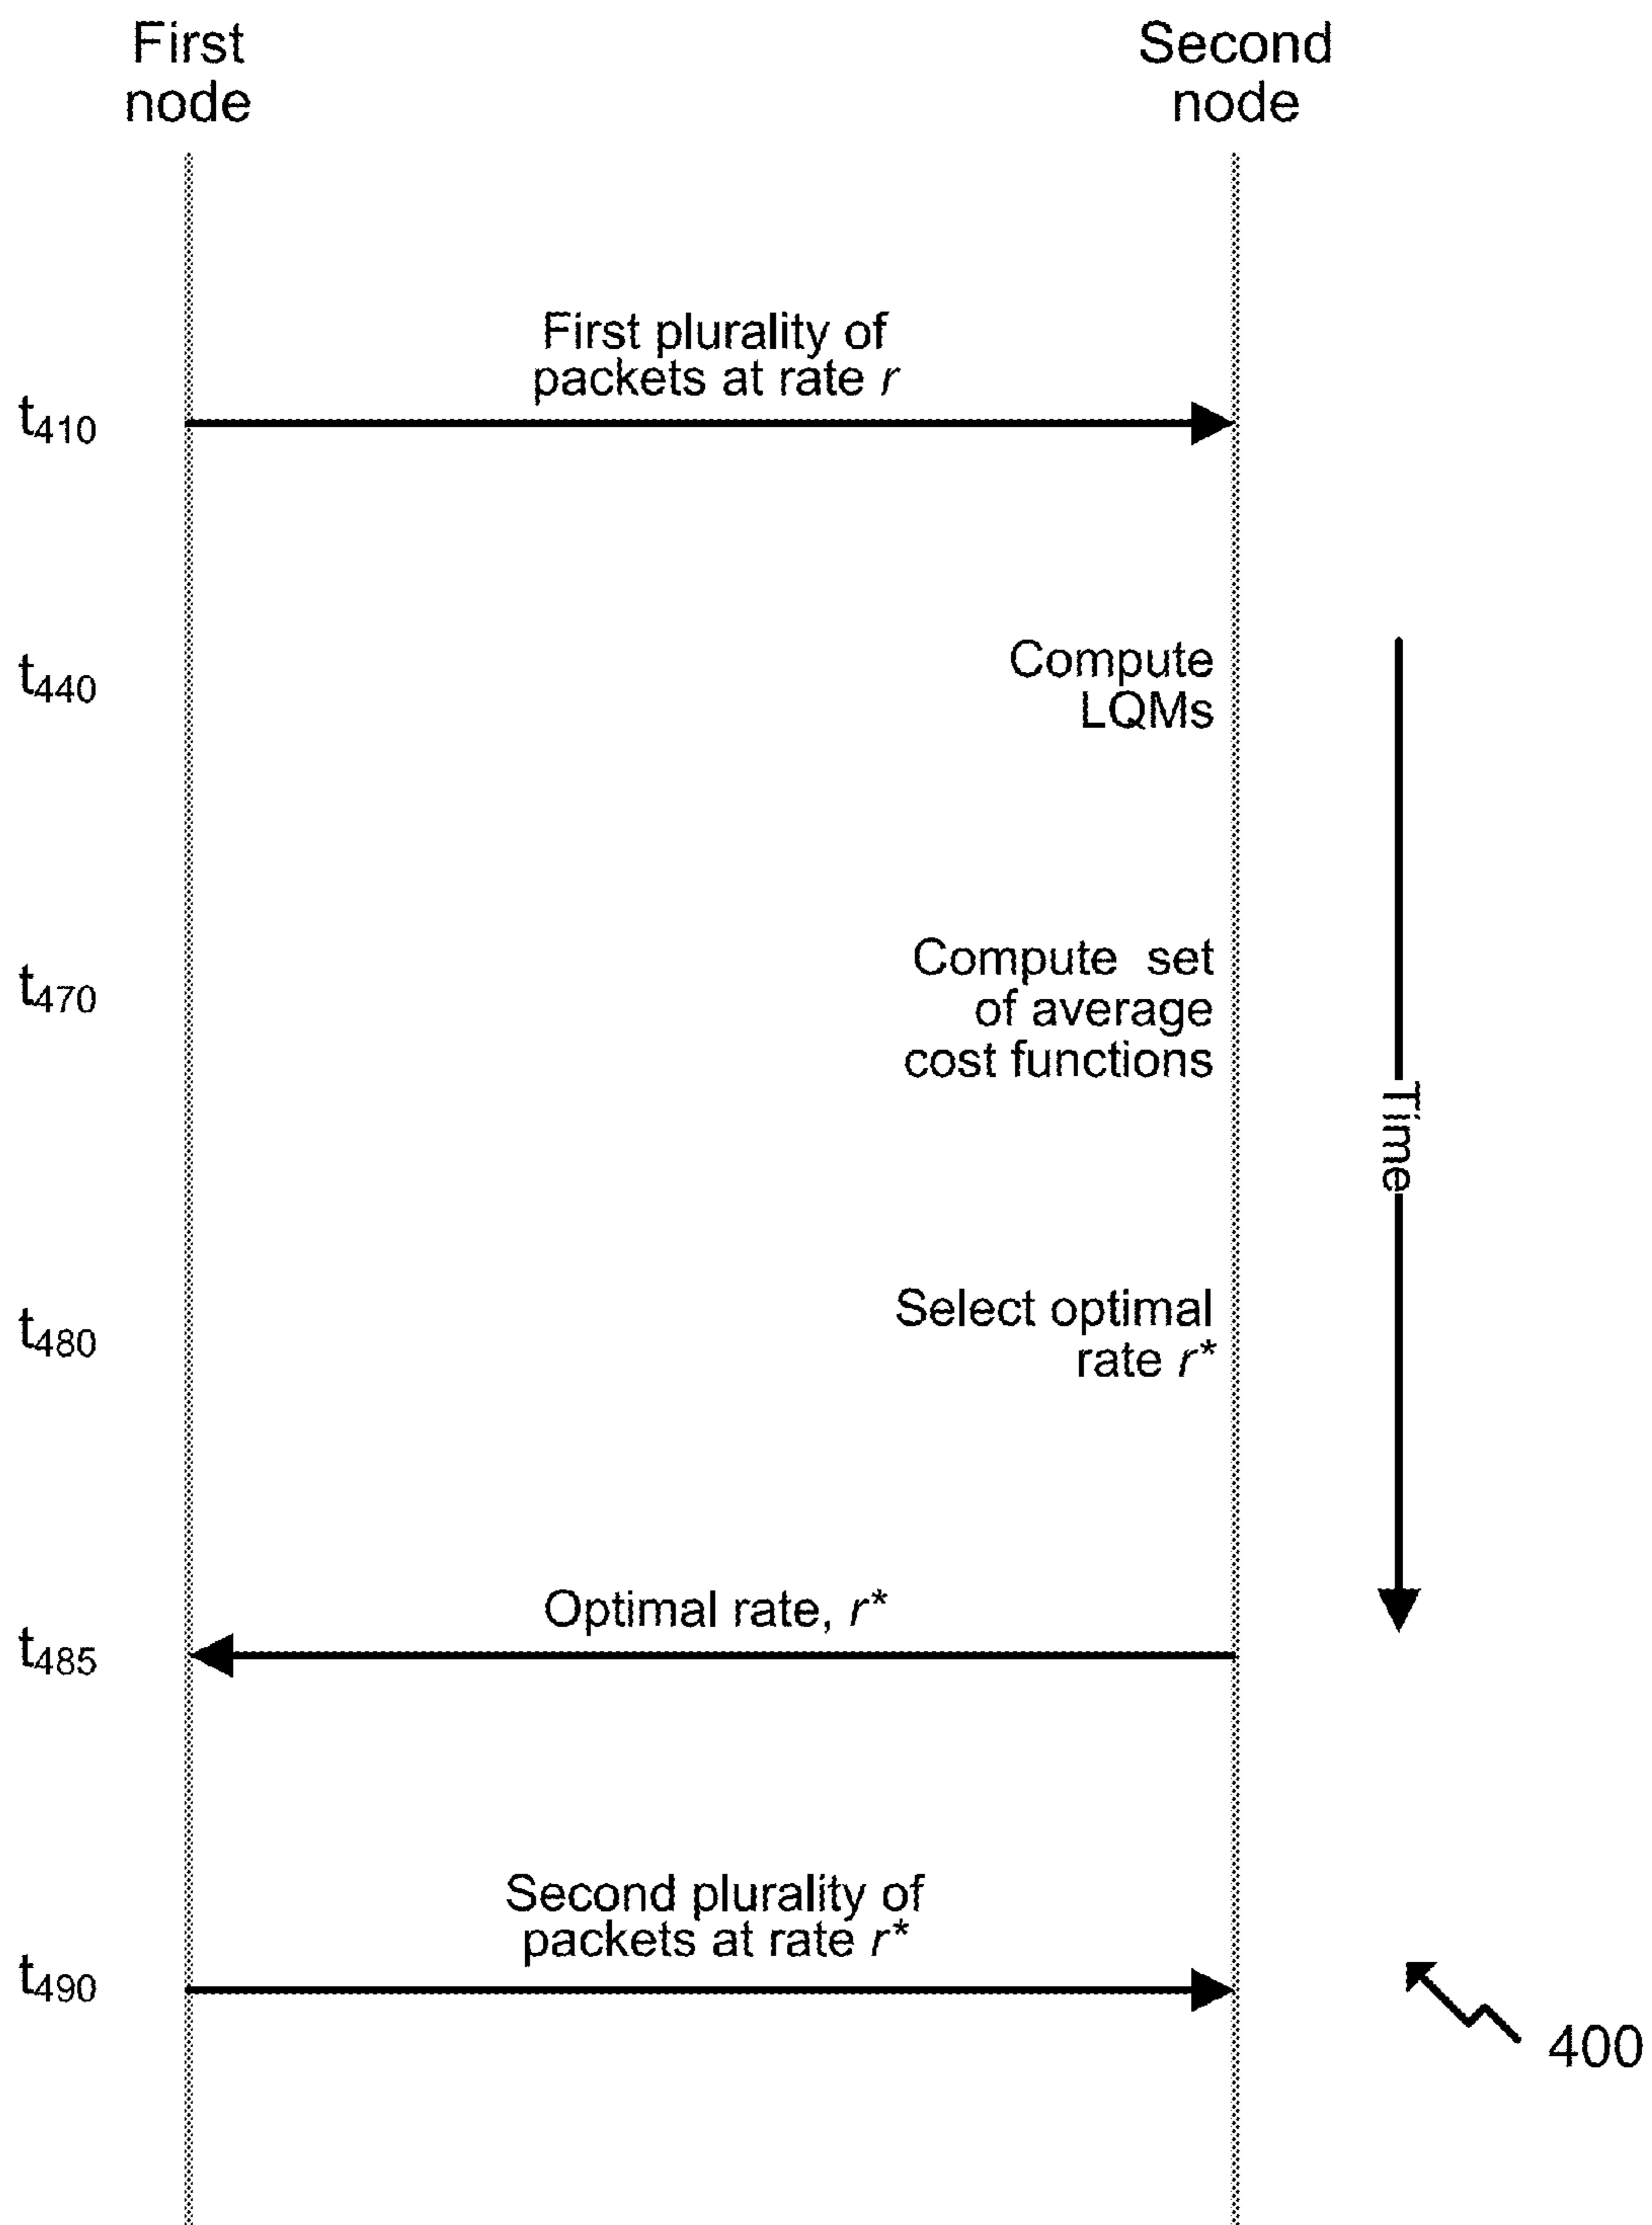 First
node
Second
node
First plurality of
packets at rate r
t410
Compute
LQMs
t440
Compute set
of average
cost functions
t470
Time
Select optimal
rate r*
t480
Optimal rate, r*
t485
Second plurality of
packets at rate r*
t490
400